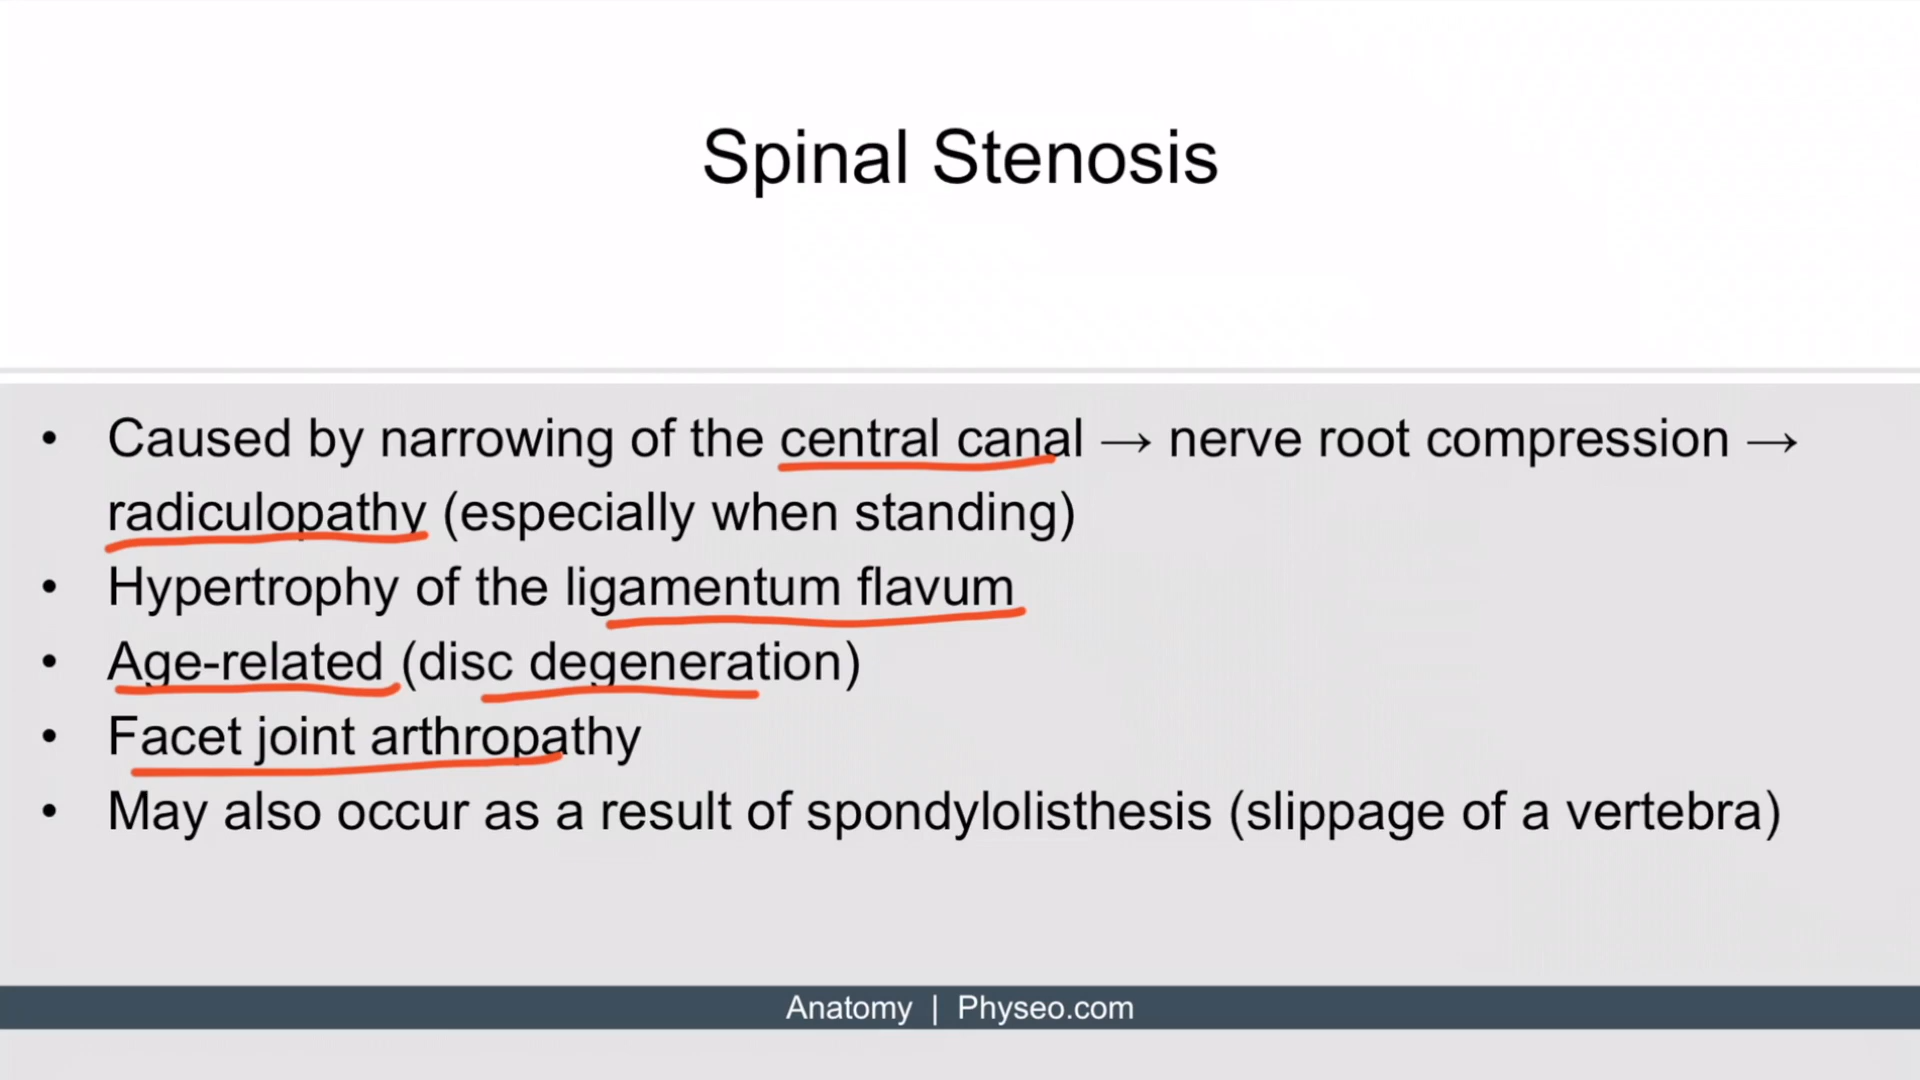 Spinal Stenosis
• Caused by narrowing of the central canal → nerve root compression →
radiculopathy (especially when standing)
• Hypertrophy of the ligamentum flavum
• Age-related (disc degeneration)
• Facet joint arthropathy
• May also occur as a result of spondylolisthesis (slippage of a vertebra)
Anatomy | Physeo.com